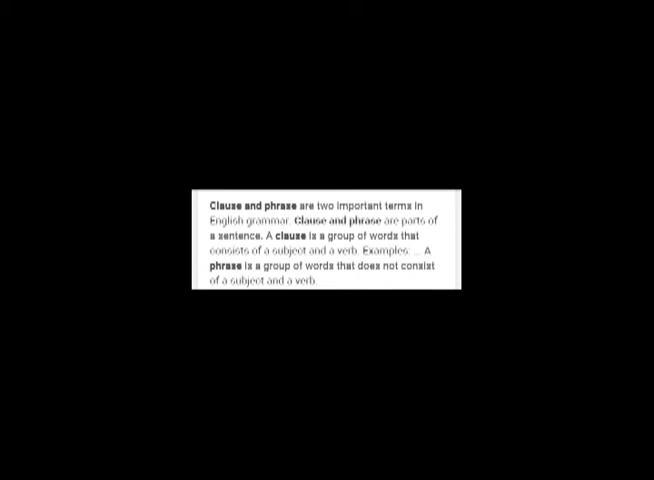 Clause and phrase are two important terms in
English grammar. Clause and phrase are parts of
a sentence. A clause is a group of words that
consists of a subject and a verb. Examples: ... A
phrase is a group of words that does not consist
of a subject and a verb.